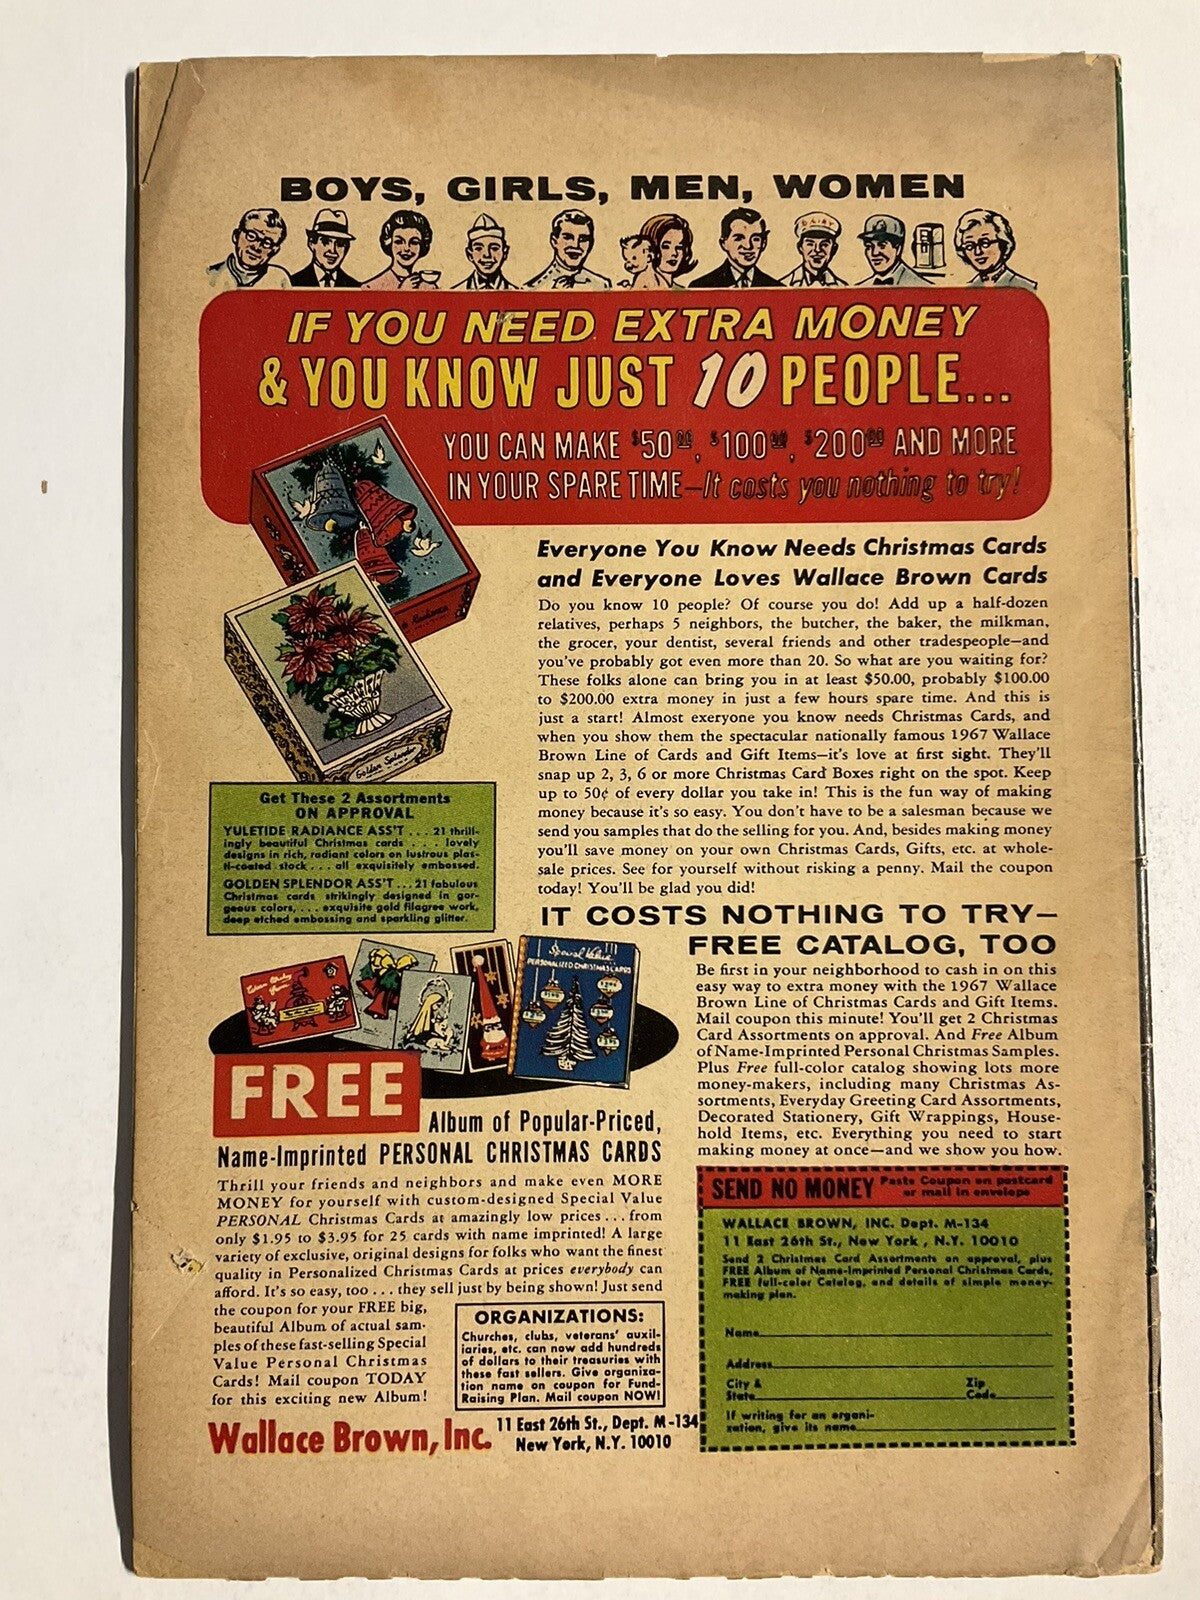 BOYS, GIRLS, MEN, WOMEN
DAIRY
IF YOU NEED EXTRA MONEY
& YOU KNOW JUST 10 PEOPLE...
YOU CAN MAKE $50.00, $100.00, $200.00 AND MORE
IN YOUR SPARE TIME—It costs you nothing to try!
Everyone You Know Needs Christmas Cards
and Everyone Loves Wallace Brown Cards
Do you know 10 people? Of course you do! Add up a half-dozen
relatives, perhaps 5 neighbors, the butcher, the baker, the milkman,
the grocer, your dentist, several friends and other tradespeople—and
you've probably got even more than 20. So what are you waiting for?
These folks alone can bring you in at least $50.00, probably $100.00
to $200.00 extra money in just a few hours spare time. And this is
just a start! Almost exeryone you know needs Christmas Cards, and
when you show them the spectacular nationally famous 1967 Wallace
Brown Line of Cards and Gift Items—it's love at first sight. They'll
snap up 2, 3, 6 or more Christmas Card Boxes right on the spot. Keep
up to 50¢ of every dollar you take in! This is the fun way of making
money because it's so easy. You don't have to be a salesman because we
send you samples that do the selling for you. And, besides making money
you'll save money on your own Christmas Cards, Gifts, etc. at whole-
sale prices. See for yourself without risking a penny. Mail the coupon
today! You'll be glad you did!
Radiance
Golden Splendor
Get These 2 Assortments
ON APPROVAL
YULETIDE RADIANCE ASS'T . . . 21 thrill-
ingly beautiful Christmas cards . . . lovely
designs in rich, radiant colors on lustrous plas-
ti-coated stock . . . all exquisitely embossed.
GOLDEN SPLENDOR ASS'T . . . 21 fabulous
Christmas cards strikingly designed in gor-
geous colors, . . . exquisite gold filagree work,
deep etched embossing and sparkling glitter.
IT COSTS NOTHING TO TRY—
FREE CATALOG, TOO
Be first in your neighborhood to cash in on this
easy way to extra money with the 1967 Wallace
Brown Line of Christmas Cards and Gift Items.
Mail coupon this minute! You'll get 2 Christmas
Card Assortments on approval. And Free Album
of Name-Imprinted Personal Christmas Samples.
Plus Free full-color catalog showing lots more
money-makers, including many Christmas As-
sortments, Everyday Greeting Card Assortments,
Decorated Stationery, Gift Wrappings, House-
hold Items, etc. Everything you need to start
making money at once—and we show you how.
Special Value
PERSONALIZED CHRISTMAS CARDS
FREE
Album of Popular-Priced,
Name-Imprinted PERSONAL CHRISTMAS CARDS
Thrill your friends and neighbors and make even MORE
MONEY for yourself with custom-designed Special Value
PERSONAL Christmas Cards at amazingly low prices . . . from
only $1.95 to $3.95 for 25 cards with name imprinted! A large
variety of exclusive, original designs for folks who want the finest
quality in Personalized Christmas Cards at prices everybody can
afford. It's so easy, too . . . they sell just by being shown! Just send
the coupon for your FREE big,
beautiful Album of actual sam-
ples of these fast-selling Special
Value Personal Christmas
Cards! Mail coupon TODAY
for this exciting new Album!
ORGANIZATIONS:
Churches, clubs, veterans' auxil-
iaries, etc. can now add hundreds
of dollars to their treasuries with
these fast sellers. Give organiza-
tion name on coupon for Fund-
Raising Plan. Mail coupon NOW!
Wallace Brown, Inc. 11 East 26th St., Dept. M-134
New York, N.Y. 10010
SEND NO MONEY Paste Coupon on postcard
or mail in envelope
WALLACE BROWN, INC. Dept. M-134
11 East 26th St., New York, N.Y. 10010
Send 2 Christmas Card Assortments on approval, plus
FREE Album of Name-Imprinted Personal Christmas Cards,
FREE full-color Catalog, and details of simple money-
making plan.
Name
Address
City & Zip
State Code
If writing for an organi-
zation, give its name